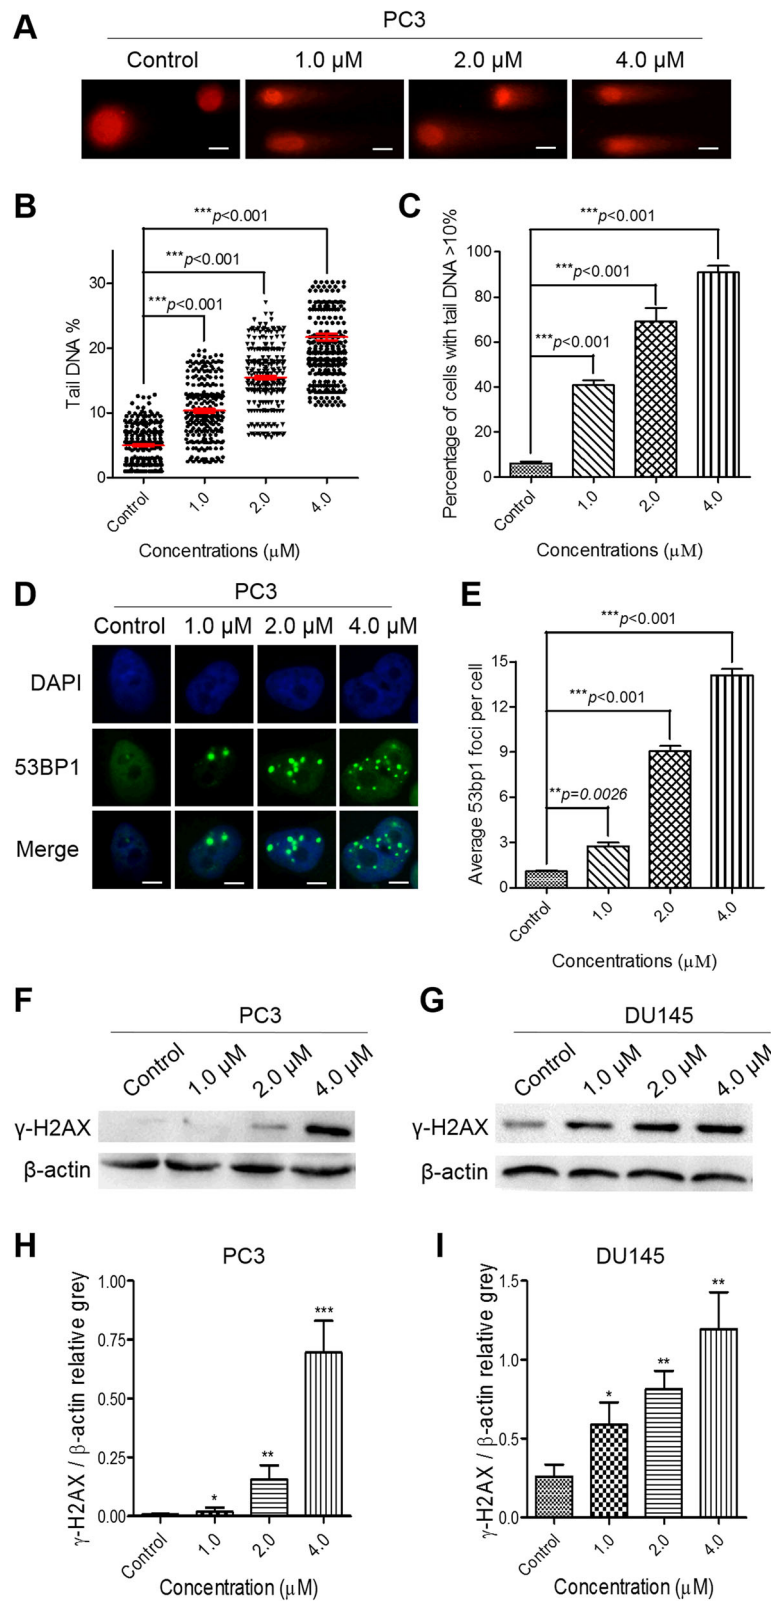 A
PC3
Control 1.0 μM 2.0 μM 4.0 μM
B
***p<0.001
***p<0.001
***p<0.001
Tail DNA %
30
20
10
0
Control 1.0 2.0 4.0
Concentrations (μM)
C
***p<0.001
***p<0.001
***p<0.001
Percentage of cells with tail DNA >10%
100
80
60
40
20
0
Control 1.0 2.0 4.0
Concentrations (μM)
D
PC3
Control 1.0 μM 2.0 μM 4.0 μM
DAPI
53BP1
Merge
E
***p<0.001
***p<0.001
**p=0.0026
Average 53bp1 foci per cell
15
12
9
6
3
0
Control 1.0 2.0 4.0
Concentrations (μM)
F
PC3
Control 1.0 μM 2.0 μM 4.0 μM
γ-H2AX
β-actin
G
DU145
Control 1.0 μM 2.0 μM 4.0 μM
γ-H2AX
β-actin
H
PC3
γ-H2AX / β-actin relative grey
1.00
0.75
0.50
0.25
0.00
* ** ***
Control 1.0 2.0 4.0
Concentration (μM)
I
DU145
γ-H2AX / β-actin relative grey
1.5
1.0
0.5
0.0
* ** **
Control 1.0 2.0 4.0
Concentration (μM)